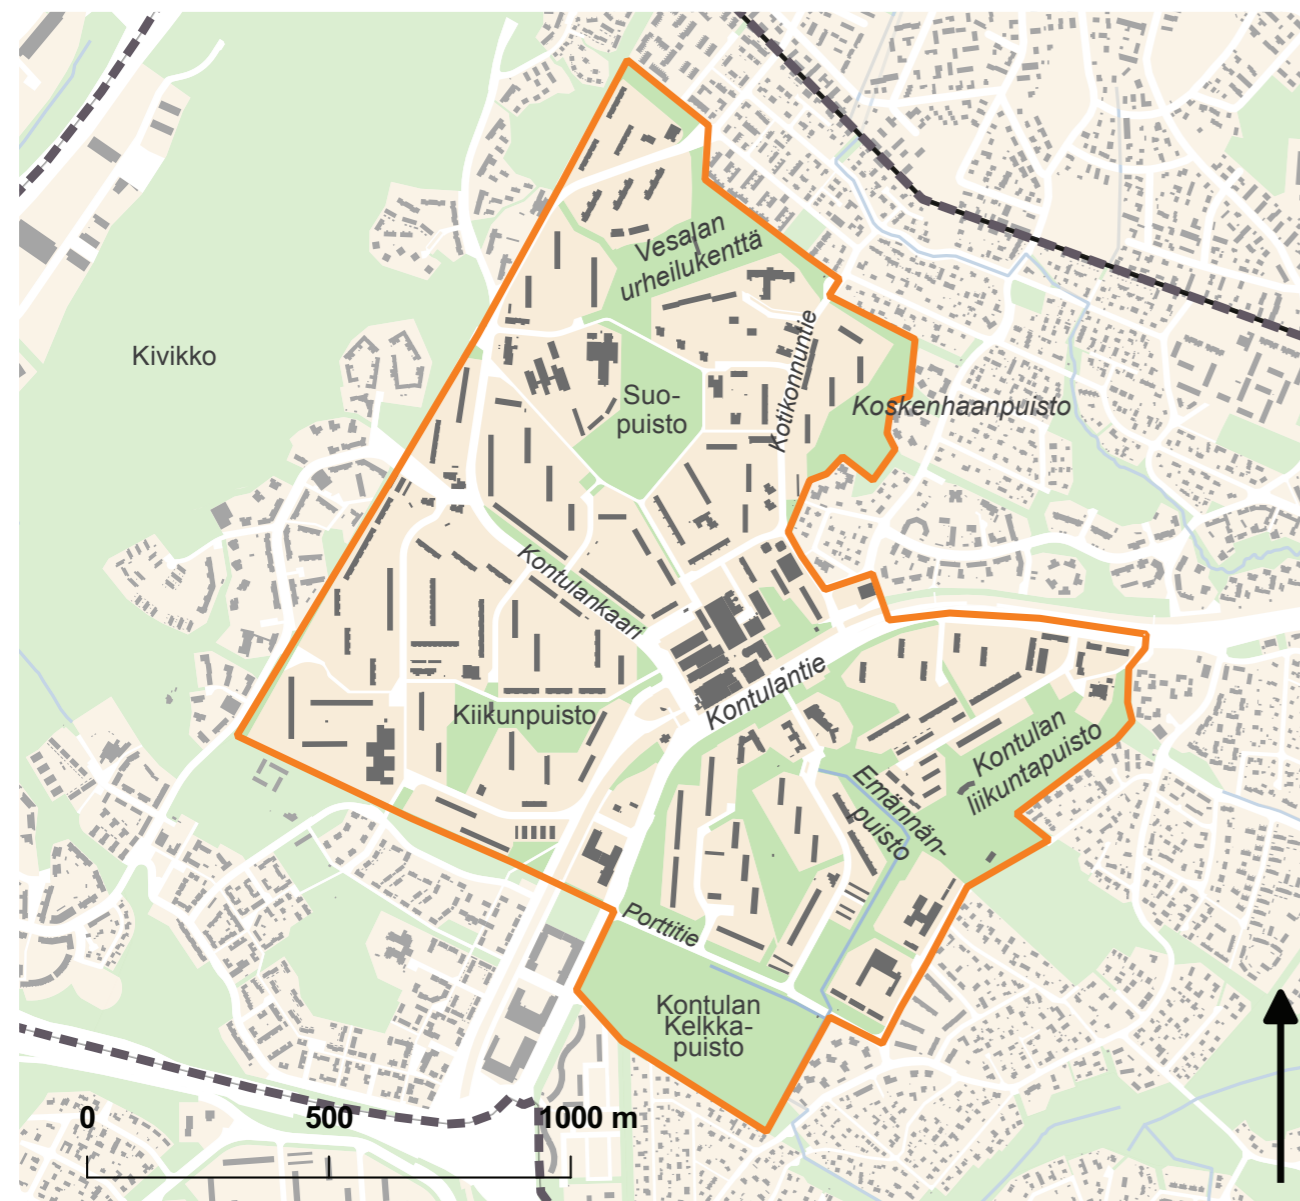 Vesalan
urheilukenttä
Kivikko
Kotikonnuntie
Suo-
puisto
Koskenhaanpuisto
Kontulankaari
Kontulantie
Kiikunpuisto
Kontulan
liikuntapuisto
Emännän-
puisto
Porttitie
Kontulan
Kelkka-
puisto
0 500 1000 m